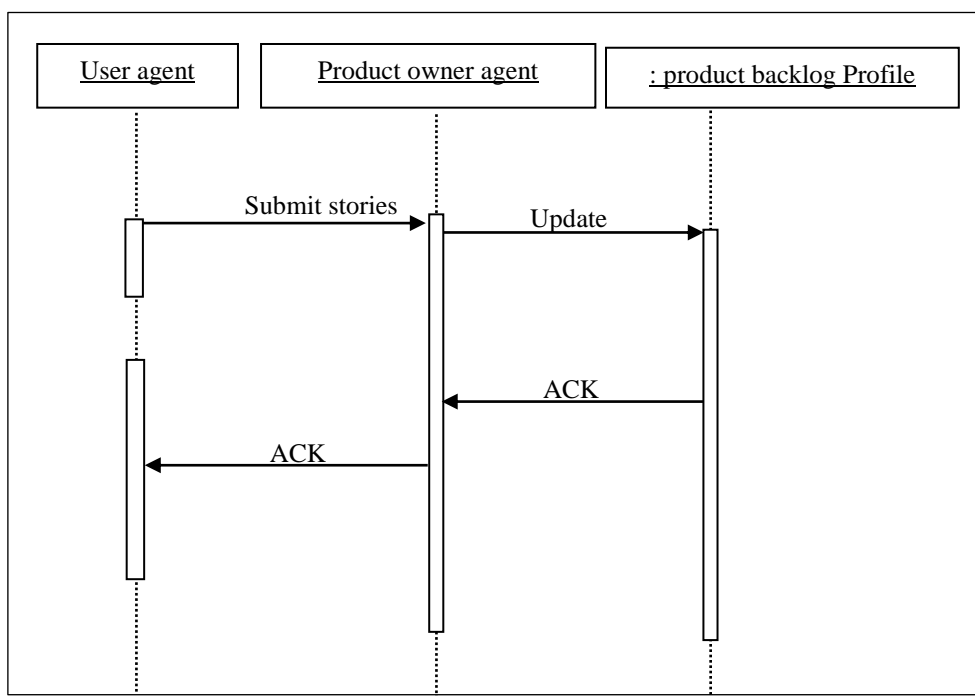 User agent
Product owner agent
: product backlog Profile
Submit stories
Update
ACK
ACK